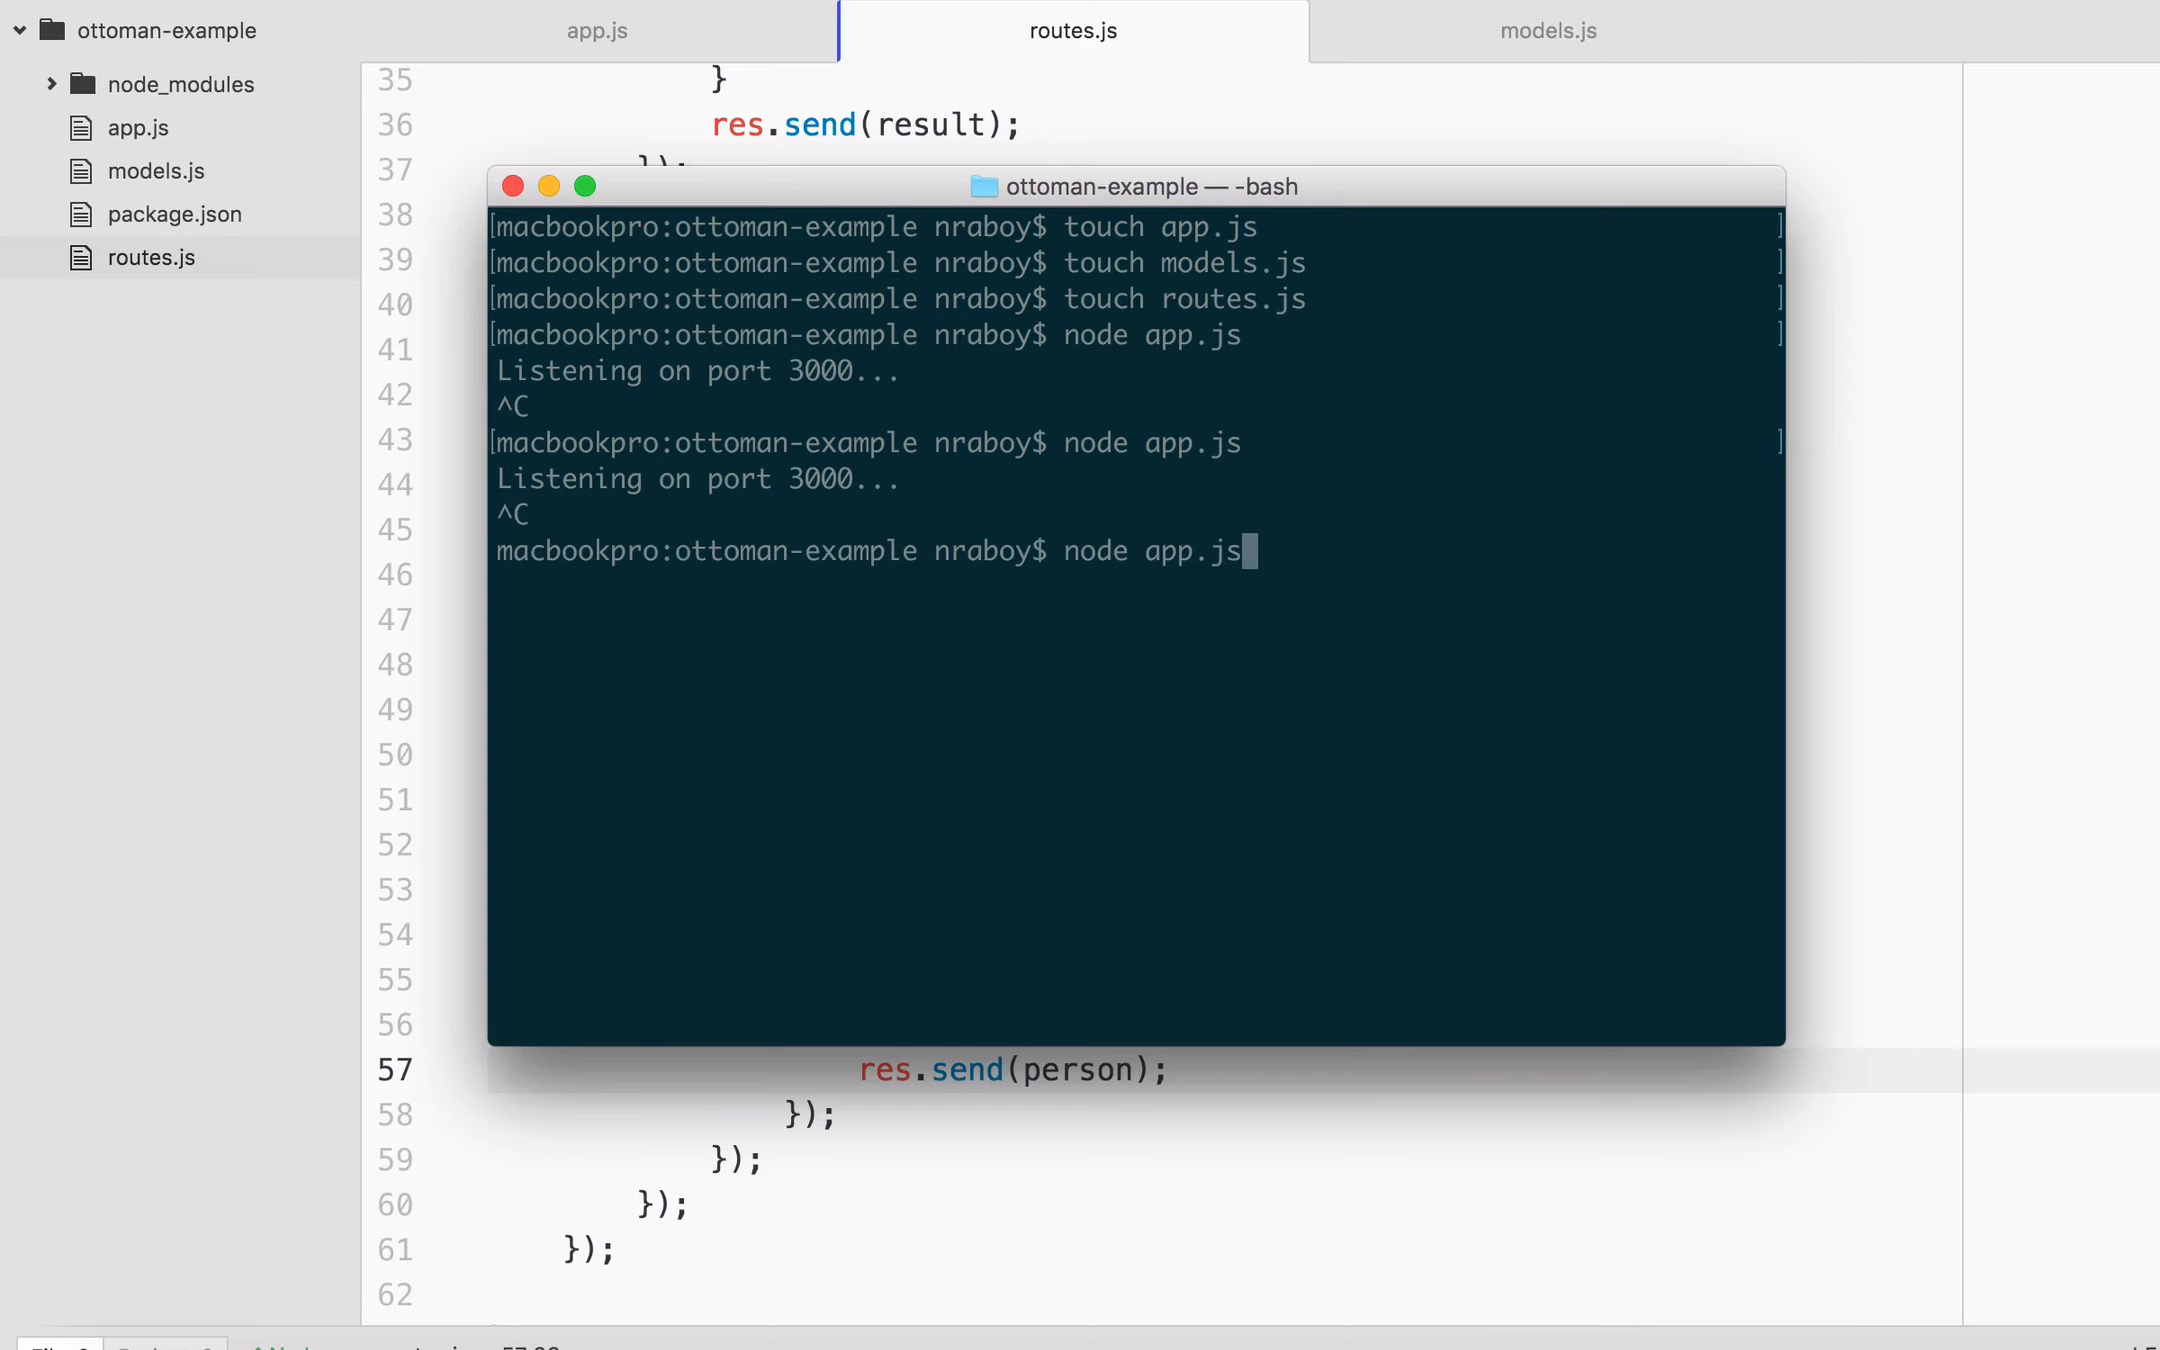 ottoman-example
node_modules
app.js
models.js
package.json
routes.js
app.js
routes.js
models.js
35 }
36 res.send(result);
37 });
38
39
40
41
42
43
44
45
46
47
48
49
50
51
52
53
54
55
56
57 res.send(person);
58 });
59 });
60 });
61 });
62
ottoman-example — -bash
[macbookpro:ottoman-example nraboy$ touch app.js ]
[macbookpro:ottoman-example nraboy$ touch models.js ]
[macbookpro:ottoman-example nraboy$ touch routes.js ]
[macbookpro:ottoman-example nraboy$ node app.js ]
Listening on port 3000...
^C
[macbookpro:ottoman-example nraboy$ node app.js ]
Listening on port 3000...
^C
macbookpro:ottoman-example nraboy$ node app.js